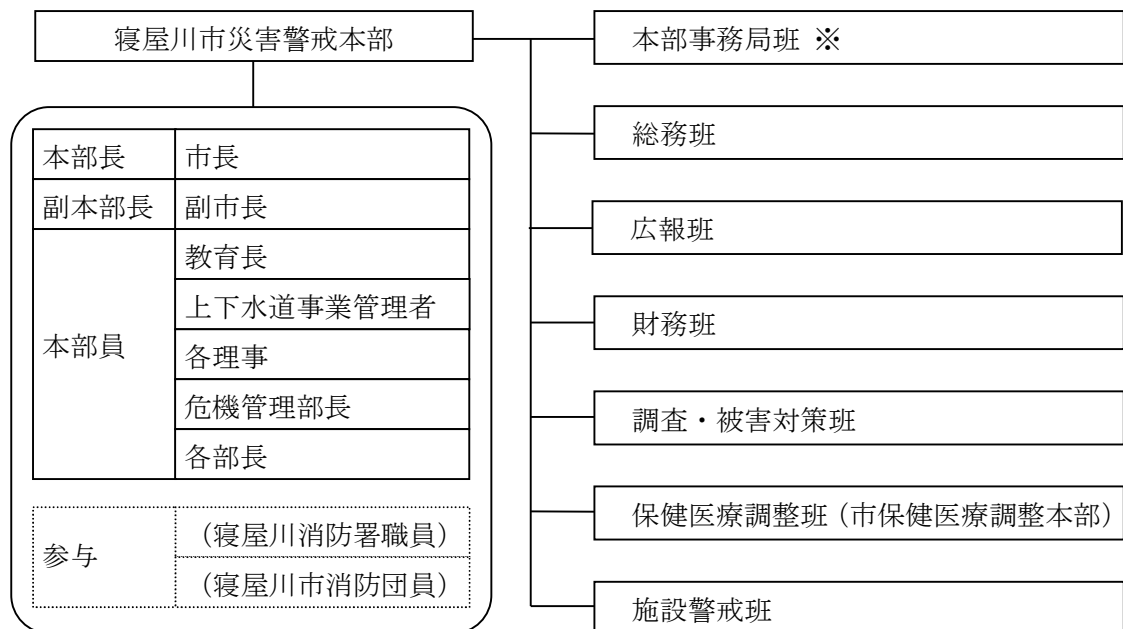 寝屋川市災害警戒本部
本部長 市長
副本部長 副市長
本部員 教育長
上下水道事業管理者
各理事
危機管理部長
各部長
参与 （寝屋川消防署職員）
（寝屋川市消防団員）
本部事務局班 ※
総務班
広報班
財務班
調査・被害対策班
保健医療調整班（市保健医療調整本部）
施設警戒班